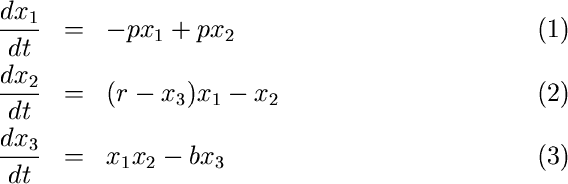 dx₁/dt = −px₁ + px₂ (1)
dx₂/dt = (r − x₃)x₁ − x₂ (2)
dx₃/dt = x₁x₂ − bx₃ (3)